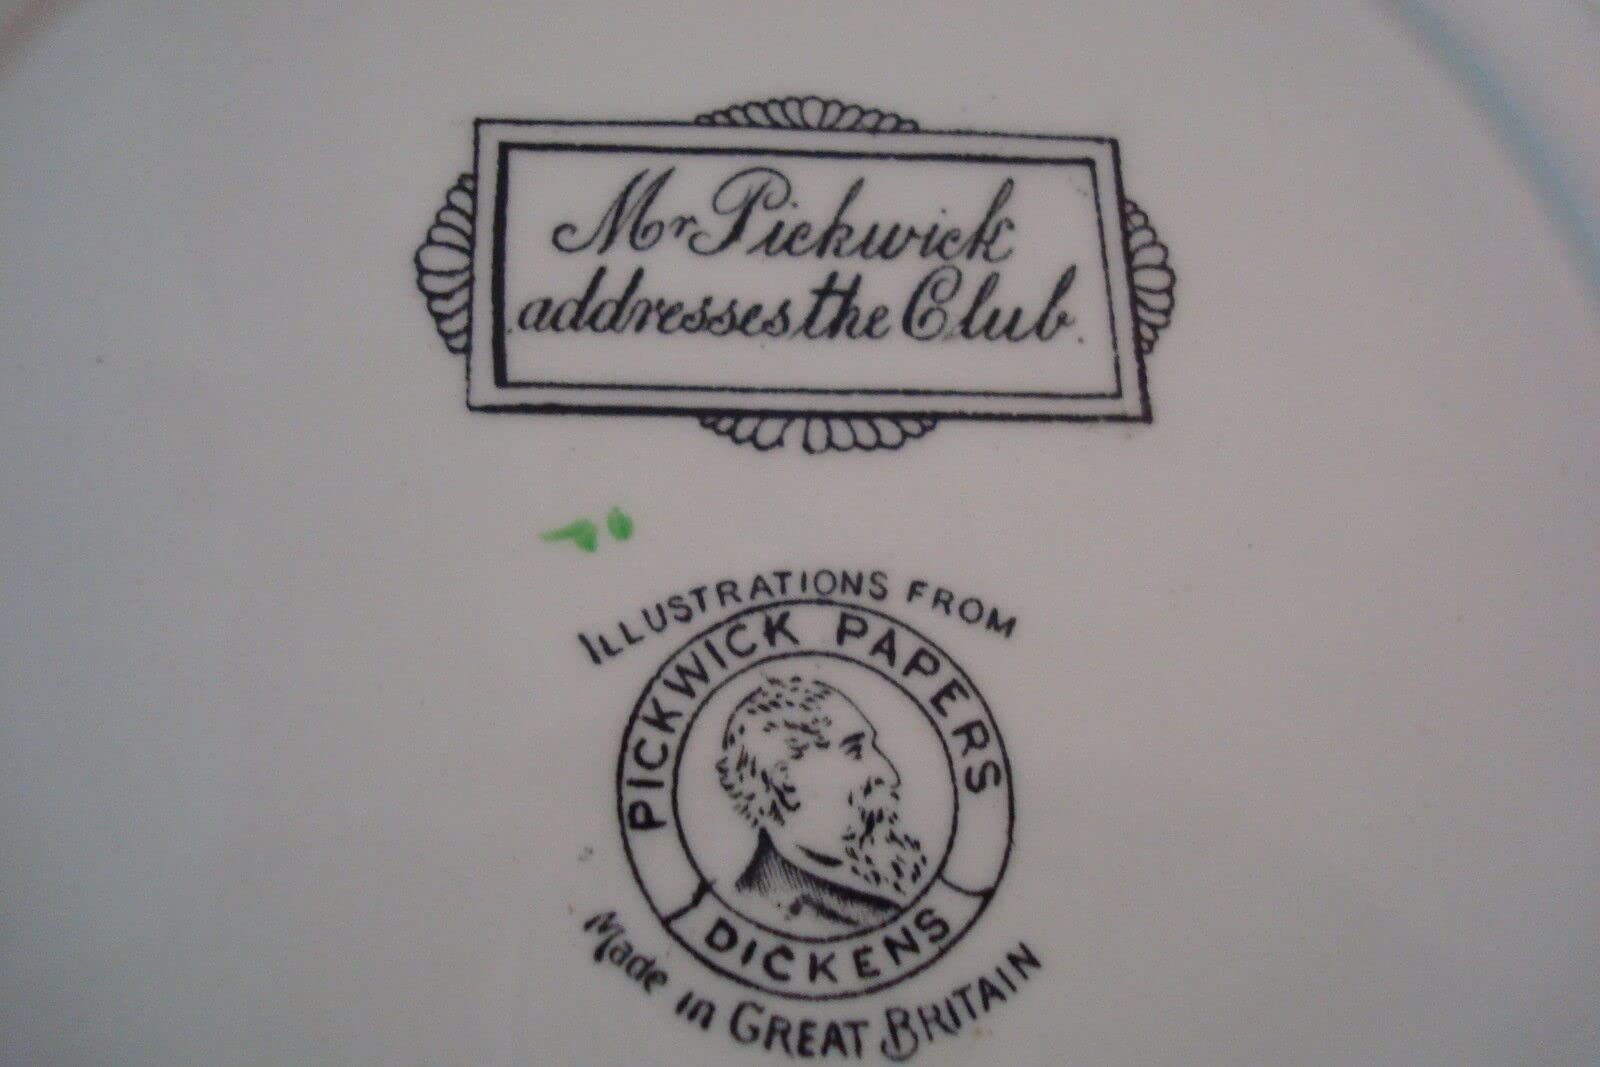 Mr Pickwick
addresses the Club.
ILLUSTRATIONS FROM
PICKWICK PAPERS
DICKENS
Made in GREAT BRITAIN